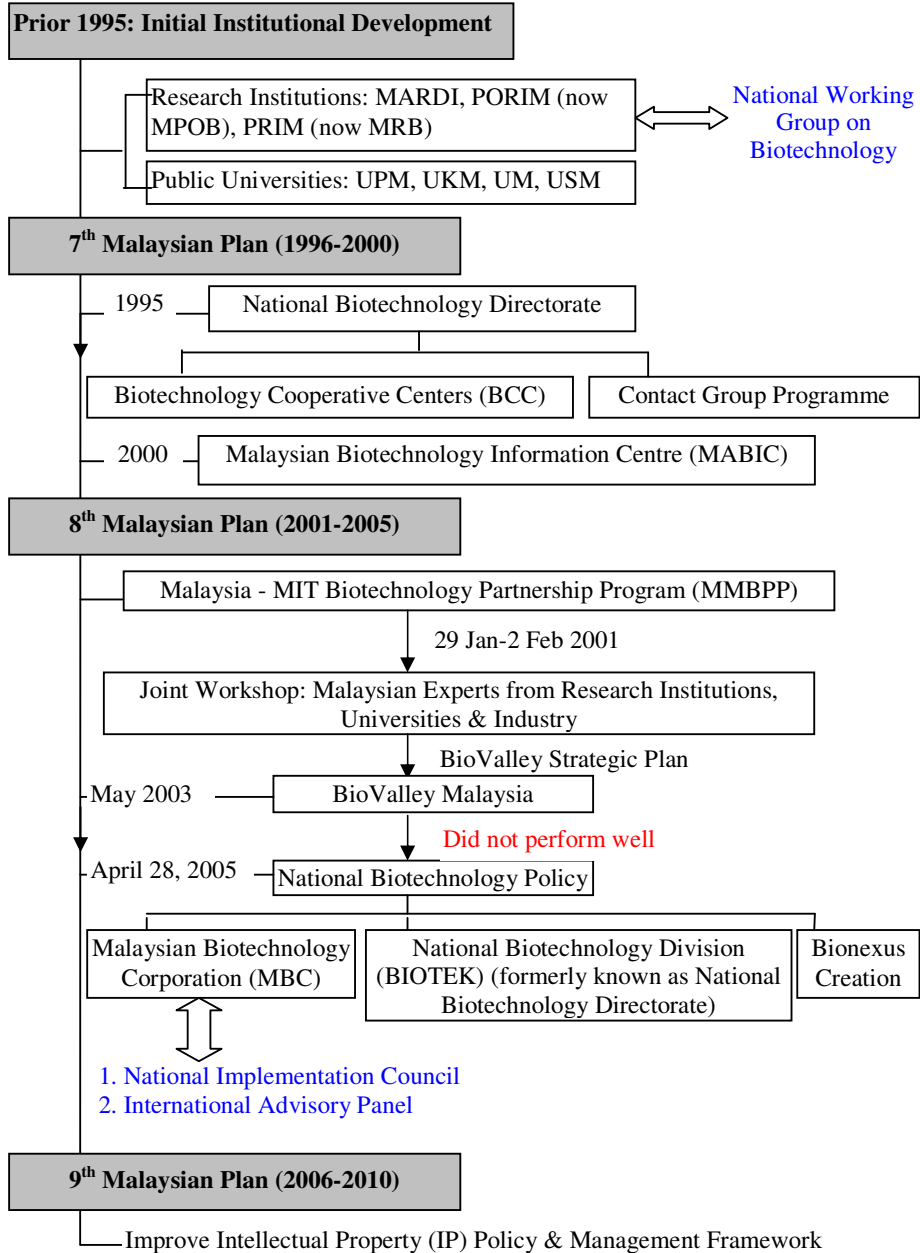 Prior 1995: Initial Institutional Development
Research Institutions: MARDI, PORIM (now
MPOB), PRIM (now MRB)
National Working
Group on
Biotechnology
Public Universities: UPM, UKM, UM, USM
7th Malaysian Plan (1996-2000)
1995
National Biotechnology Directorate
Biotechnology Cooperative Centers (BCC)
Contact Group Programme
2000
Malaysian Biotechnology Information Centre (MABIC)
8th Malaysian Plan (2001-2005)
Malaysia - MIT Biotechnology Partnership Program (MMBPP)
29 Jan-2 Feb 2001
Joint Workshop: Malaysian Experts from Research Institutions,
Universities & Industry
BioValley Strategic Plan
May 2003
BioValley Malaysia
Did not perform well
April 28, 2005
National Biotechnology Policy
Malaysian Biotechnology
Corporation (MBC)
National Biotechnology Division
(BIOTEK) (formerly known as National
Biotechnology Directorate)
Bionexus
Creation
1. National Implementation Council
2. International Advisory Panel
9th Malaysian Plan (2006-2010)
Improve Intellectual Property (IP) Policy & Management Framework